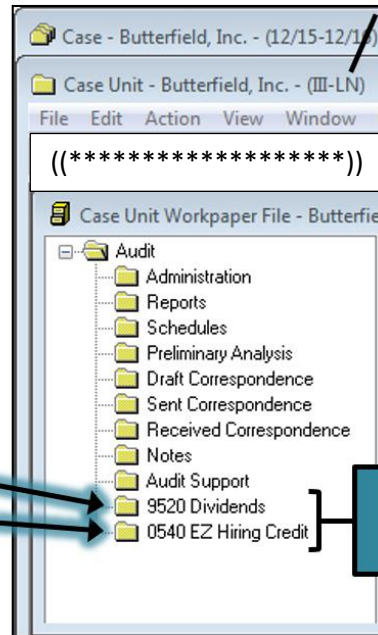 Case - Butterfield, Inc. - (12/15-12/16)
Case Unit - Butterfield, Inc. - (III-LN)
File Edit Action View Window
((*******************))
Case Unit Workpaper File - Butterfie
Audit
Administration
Reports
Schedules
Preliminary Analysis
Draft Correspondence
Sent Correspondence
Received Correspondence
Notes
Audit Support
9520 Dividends
0540 EZ Hiring Credit